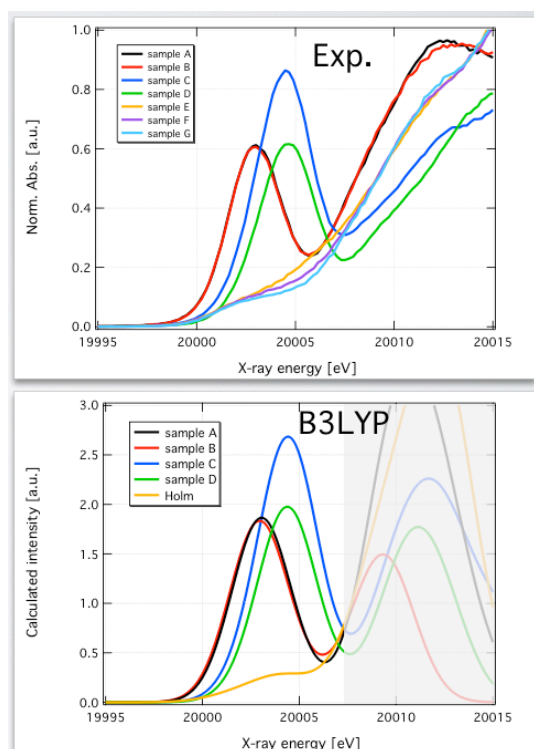 Exp.
sample A
sample B
sample C
sample D
sample E
sample F
sample G
Norm. Abs. [a.u.]
1.0
0.8
0.6
0.4
0.2
0.0
19995
20000
20005
20010
20015
X-ray energy [eV]
B3LYP
sample A
sample B
sample C
sample D
Holm
Calculated intensity [a.u.]
3.0
2.5
2.0
1.5
1.0
0.5
0.0
19995
20000
20005
20010
20015
X-ray energy [eV]